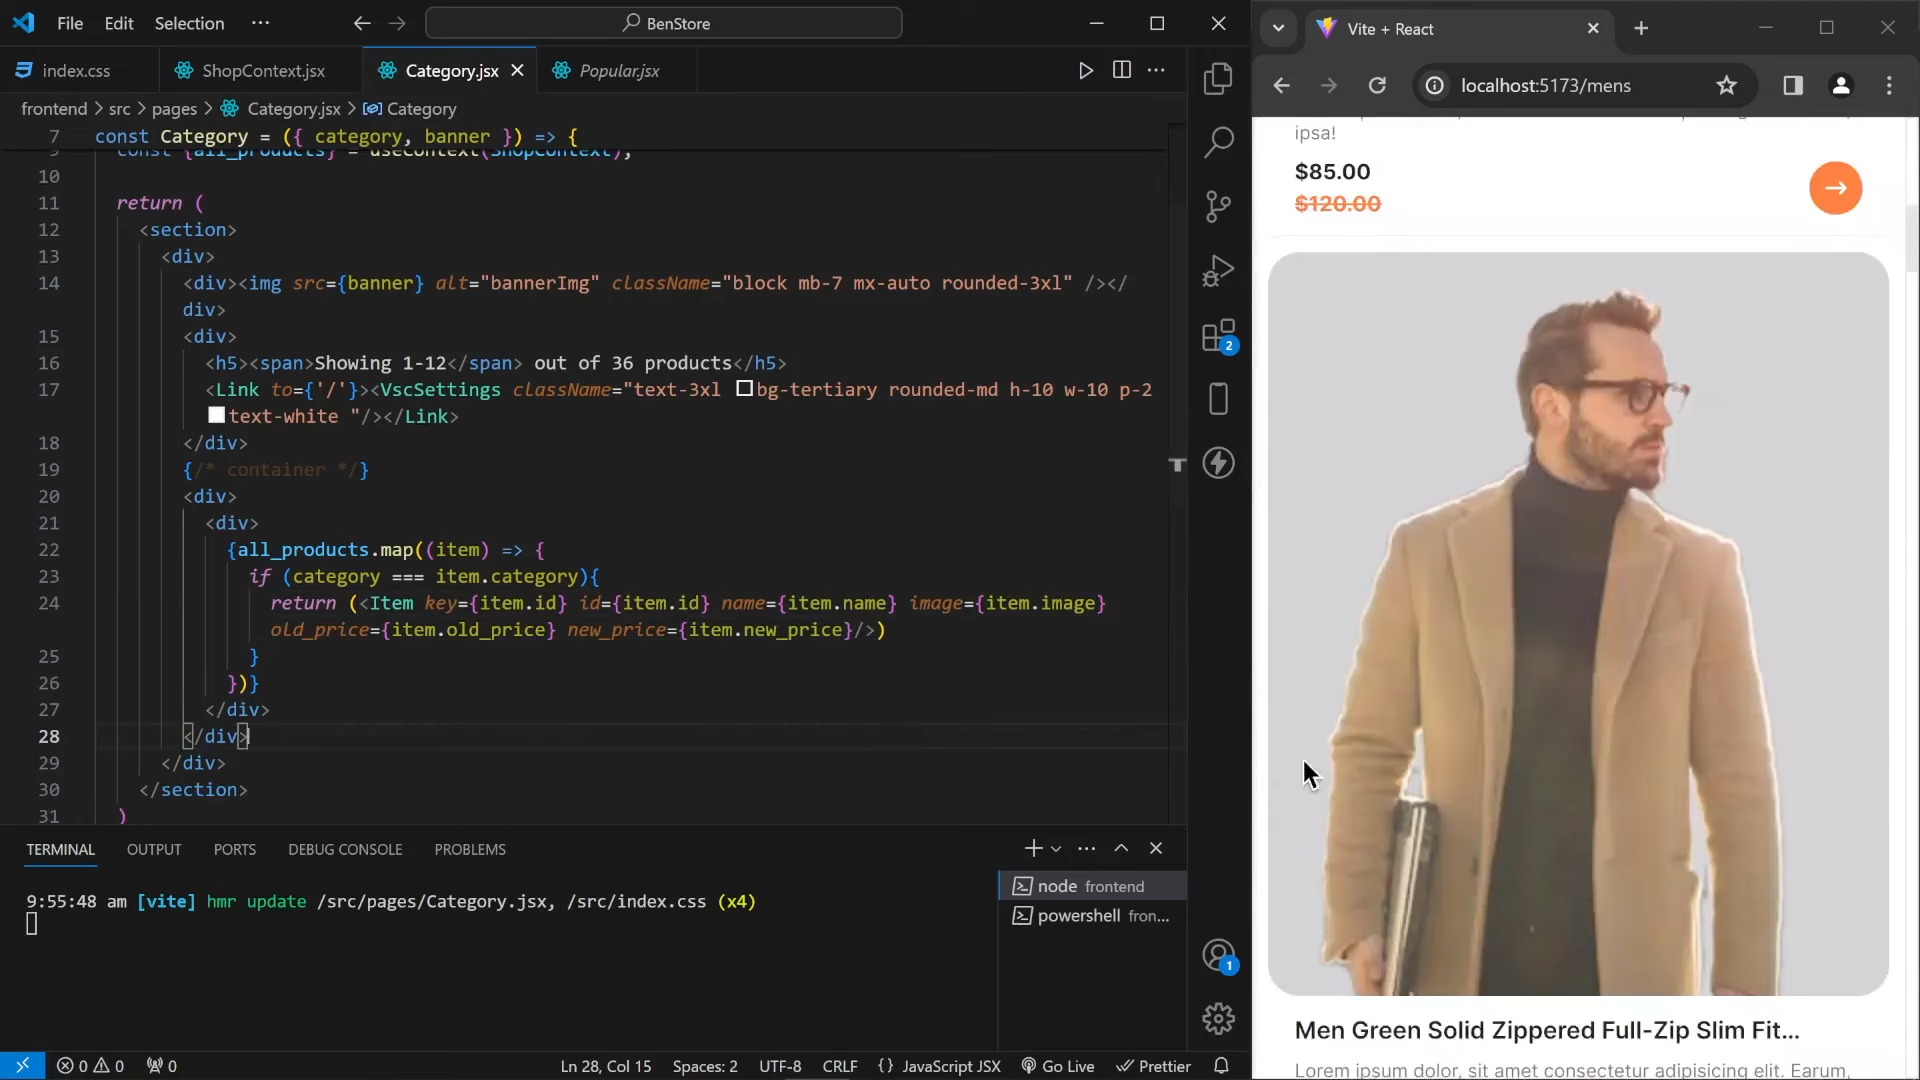 File Edit Selection ··· BenStore
index.css ShopContext.jsx Category.jsx Popular.jsx
frontend > src > pages > Category.jsx > Category
7 const Category = ({ category, banner }) => {
const {all_products} = useContext(ShopContext);
10
11 return (
12 <section>
13 <div>
14 <div><img src={banner} alt="bannerImg" className="block mb-7 mx-auto rounded-3xl" /></
div>
15 <div>
16 <h5><span>Showing 1-12</span> out of 36 products</h5>
17 <Link to={'/'}><VscSettings className="text-3xl bg-tertiary rounded-md h-10 w-10 p-2
text-white "/></Link>
18 </div>
19 {/* container */}
20 <div>
21 <div>
22 {all_products.map((item) => {
23 if (category === item.category){
24 return (<Item key={item.id} id={item.id} name={item.name} image={item.image}
old_price={item.old_price} new_price={item.new_price}/>)
25 }
26 })}
27 </div>
28 </div>
29 </div>
30 </section>
31 )
TERMINAL OUTPUT PORTS DEBUG CONSOLE PROBLEMS
9:55:48 am [vite] hmr update /src/pages/Category.jsx, /src/index.css (x4)
node frontend
powershell fron...
2
1
0 0 0 Ln 28, Col 15 Spaces: 2 UTF-8 CRLF {} JavaScript JSX Go Live Prettier
Vite + React
localhost:5173/mens
ipsa!
$85.00
$120.00
Men Green Solid Zippered Full-Zip Slim Fit...
Lorem ipsum dolor, sit amet consectetur adipisicing elit. Earum,